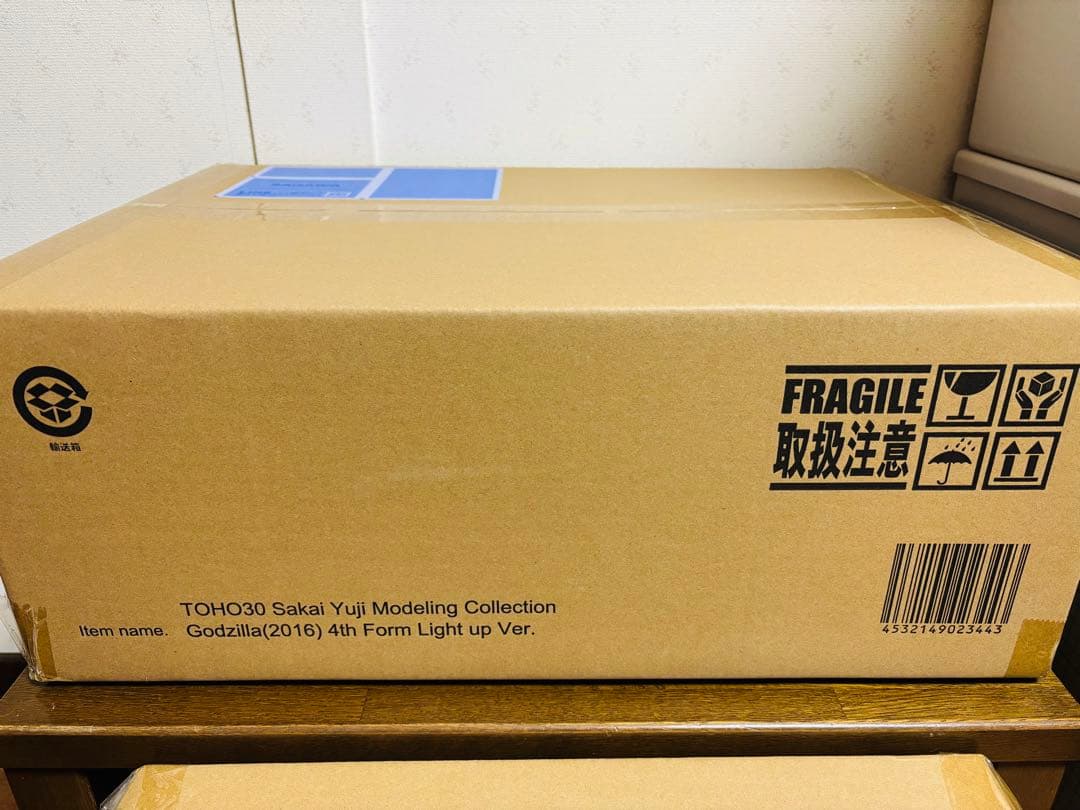 輸送箱
FRAGILE
取扱注意
TOHO30 Sakai Yuji Modeling Collection
Item name. Godzilla(2016) 4th Form Light up Ver.
4532149023443